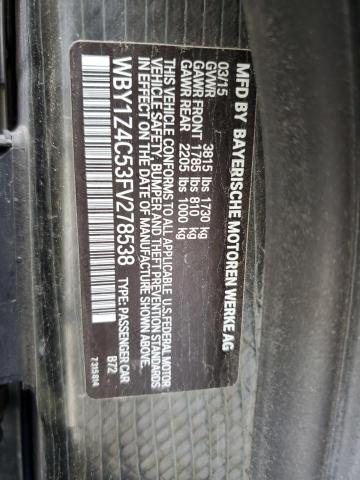 MFD BY BAYERISCHE MOTOREN WERKE AG
03/15
GVWR 3815 lbs 1730 kg
GAWR FRONT 1785 lbs 810 kg
GAWR REAR 2205 lbs 1000 kg
THIS VEHICLE CONFORMS TO ALL APPLICABLE U.S.FEDERAL MOTOR
VEHICLE SAFETY, BUMPER AND THEFT PREVENTION STANDARDS
IN EFFECT ON THE DATE OF MANUFACTURE SHOWN ABOVE.
WBY1Z4C53FV278538 TYPE: PASSENGER CAR
B72
7315 614